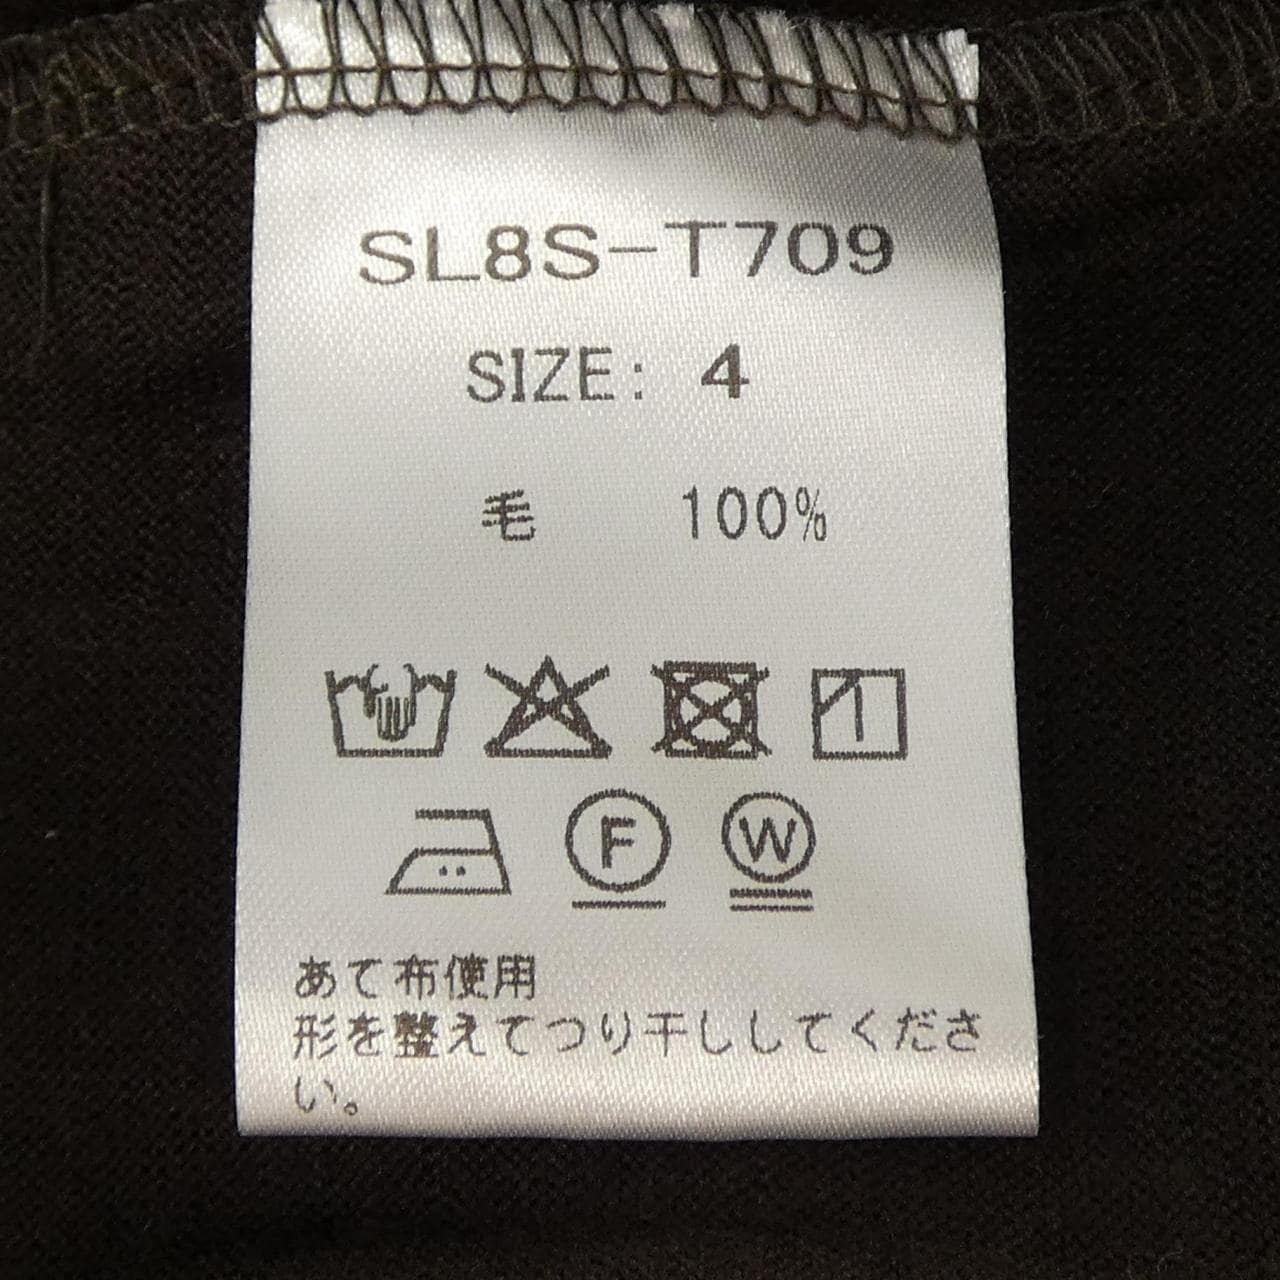 SL8S-T709
SIZE: 4
毛 100%
F W
あて布使用
形を整えてつり干ししてくださ
い。